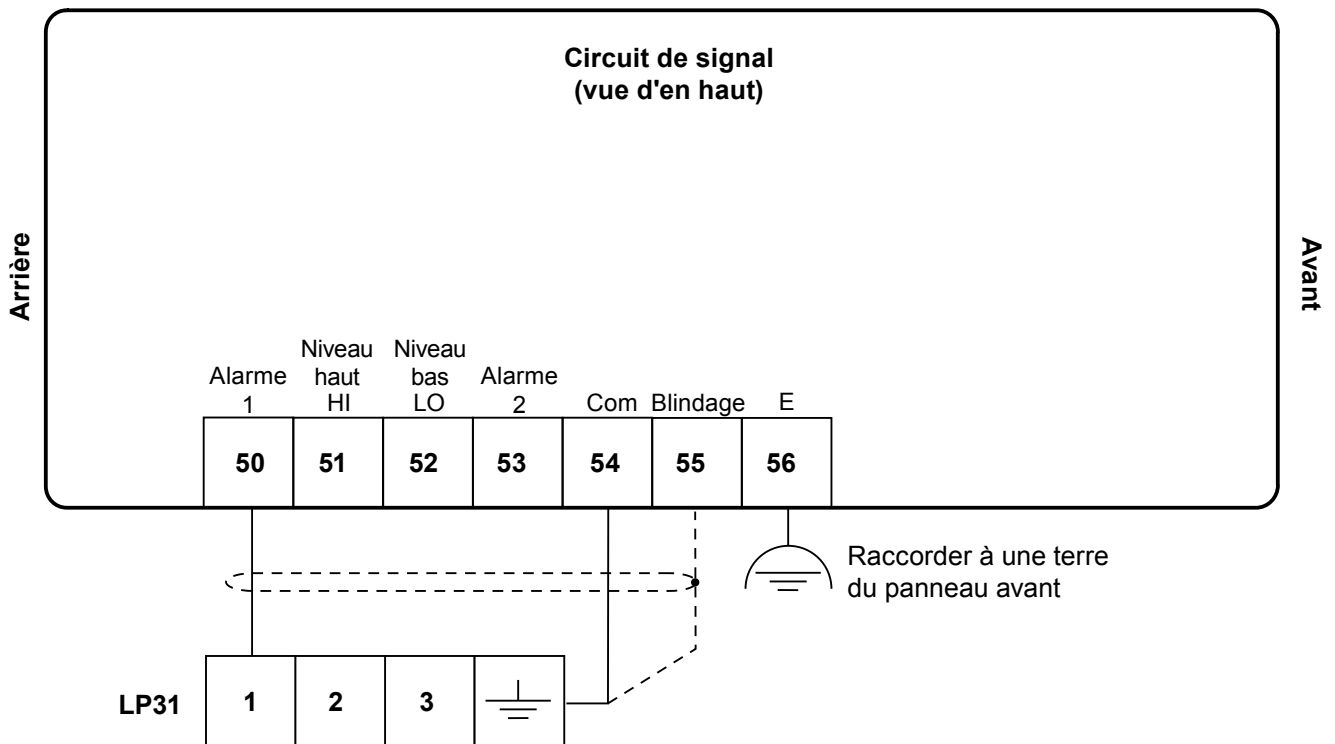 Circuit de signal
(vue d'en haut)
Arrière
Avant
Alarme
1
Niveau
haut
HI
Niveau
bas
LO
Alarme
2
Com
Blindage
E
50
51
52
53
54
55
56
Raccorder à une terre
du panneau avant
LP31
1
2
3